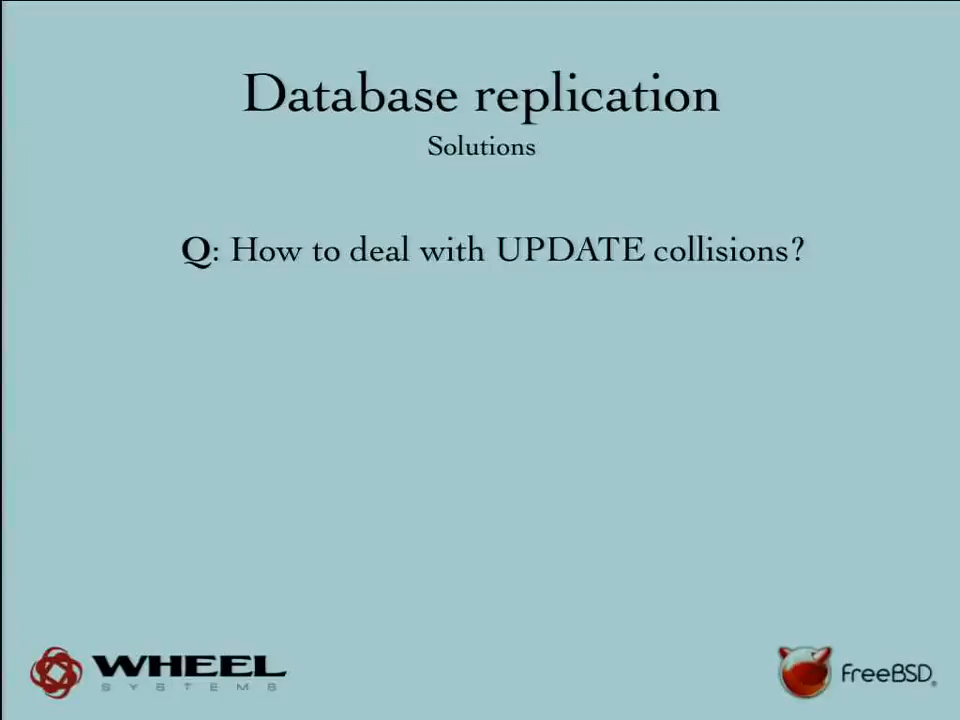 Database replication
Solutions
Q: How to deal with UPDATE collisions?
WHEEL
SYSTEMS
FreeBSD®